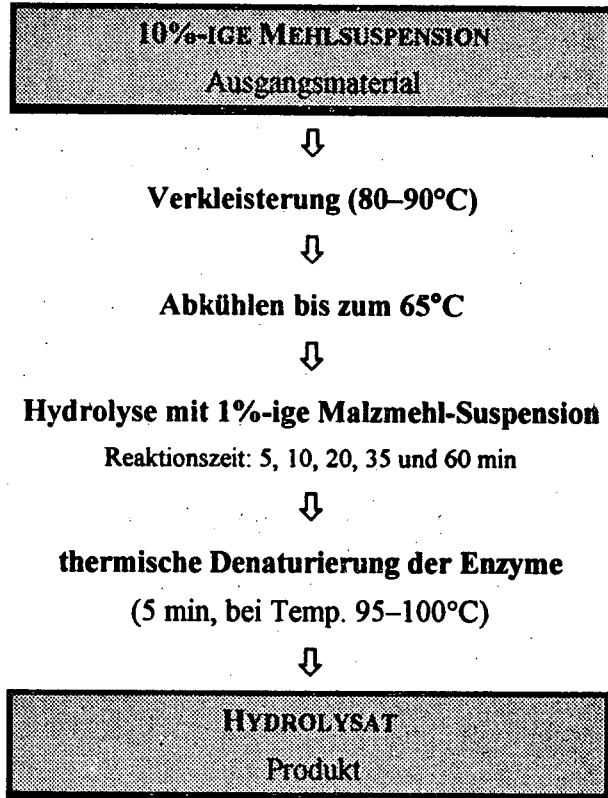 10%-IGE MEHLSUSPENSION
Ausgangsmaterial
⇩
Verkleisterung (80–90°C)
⇩
Abkühlen bis zum 65°C
⇩
Hydrolyse mit 1%-ige Malzmehl-Suspension
Reaktionszeit: 5, 10, 20, 35 und 60 min
⇩
thermische Denaturierung der Enzyme
(5 min, bei Temp. 95–100°C)
⇩
HYDROLYSAT
Produkt